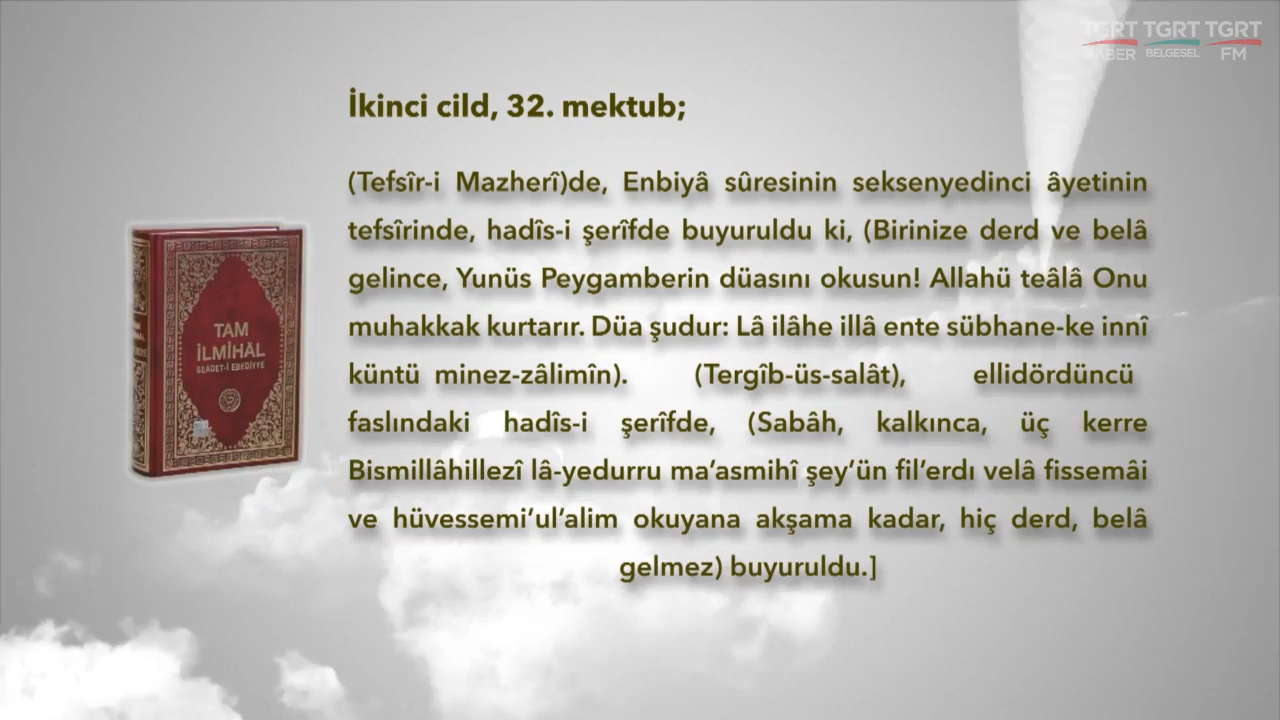 TGRT TGRT TGRT
HABER BELGESEL FM
İkinci cild, 32. mektub;
(Tefsîr-i Mazherî)de, Enbiyâ sûresinin seksenyedinci âyetinin
tefsîrinde, hadîs-i şerîfde buyuruldu ki, (Birinize derd ve belâ
gelince, Yunüs Peygamberin düasını okusun! Allahü teâlâ Onu
muhakkak kurtarır. Düa şudur: Lâ ilâhe illâ ente sübhane-ke innî
küntü minez-zâlimîn). (Tergîb-üs-salât), ellidördüncü
faslındaki hadîs-i şerîfde, (Sabâh, kalkınca, üç kerre
Bismillâhillezî lâ-yedurru ma’asmihî şey’ün fil’erdı velâ fissemâi
ve hüvessemi’ul’alim okuyana akşama kadar, hiç derd, belâ
gelmez) buyuruldu.]
TAM
İLMİHÂL
SEÂDET-İ EBEDİYYE